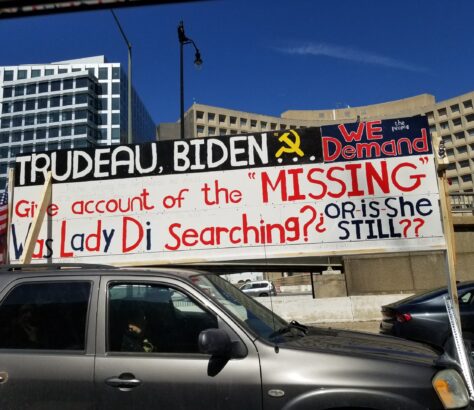 TRUDEAU, BIDEN ...
WE the people
Demand
Give account of the "MISSING"
Was Lady Di Searching?¿ OR-iS-SHe
STILL??